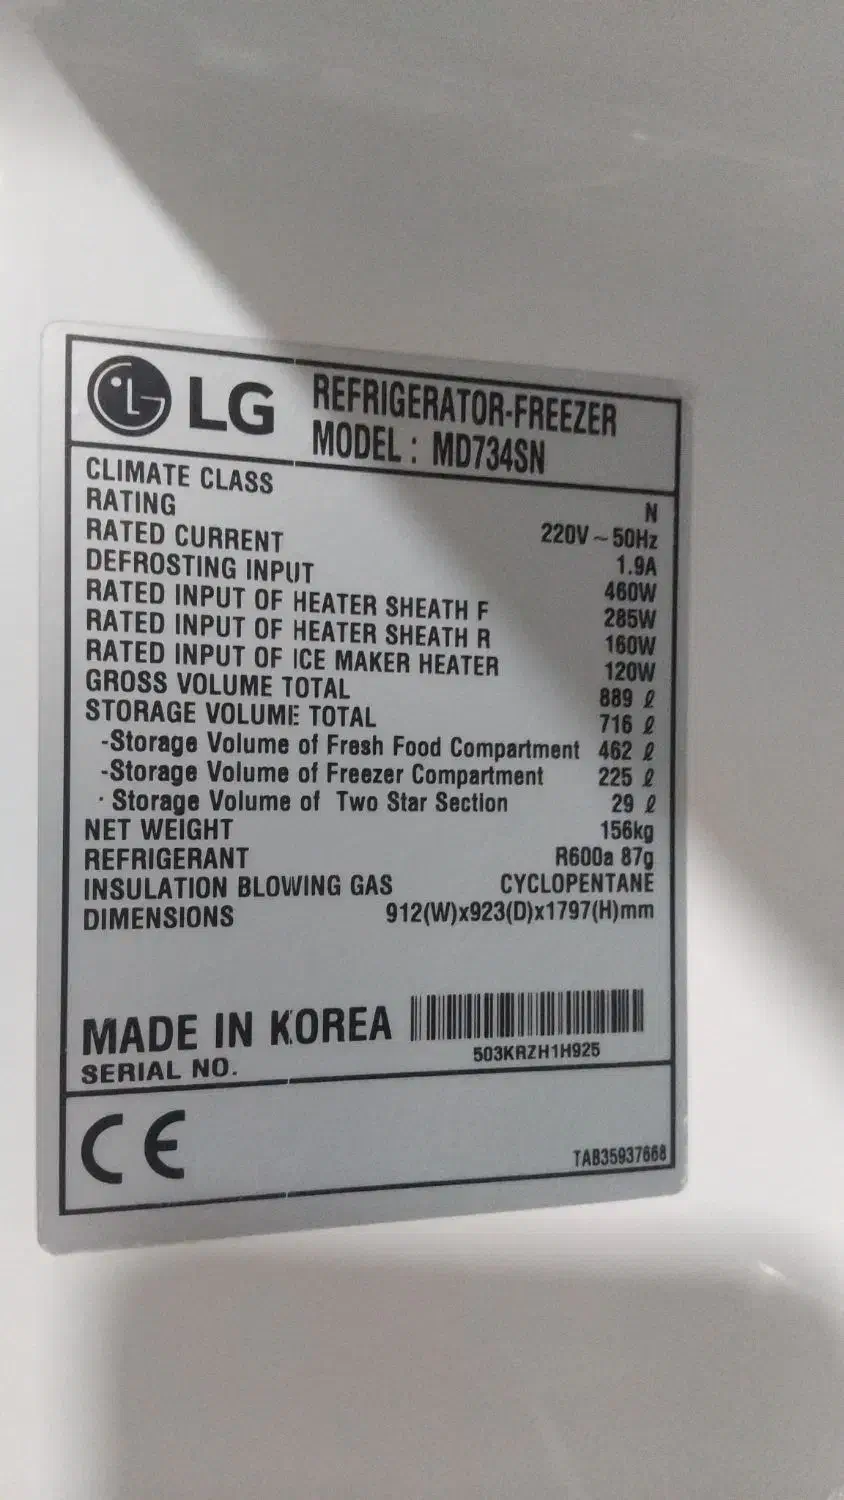 LG REFRIGERATOR-FREEZER
MODEL : MD734SN
CLIMATE CLASS N
RATING 220V ~ 50Hz
RATED CURRENT 1.9A
DEFROSTING INPUT 460W
RATED INPUT OF HEATER SHEATH F 285W
RATED INPUT OF HEATER SHEATH R 160W
RATED INPUT OF ICE MAKER HEATER 120W
GROSS VOLUME TOTAL 889 ℓ
STORAGE VOLUME TOTAL 716 ℓ
-Storage Volume of Fresh Food Compartment 462 ℓ
-Storage Volume of Freezer Compartment 225 ℓ
· Storage Volume of Two Star Section 29 ℓ
NET WEIGHT 156kg
REFRIGERANT R600a 87g
INSULATION BLOWING GAS CYCLOPENTANE
DIMENSIONS 912(W)x923(D)x1797(H)mm
MADE IN KOREA
SERIAL NO. 503KRZH1H925
CE
TAB35937668